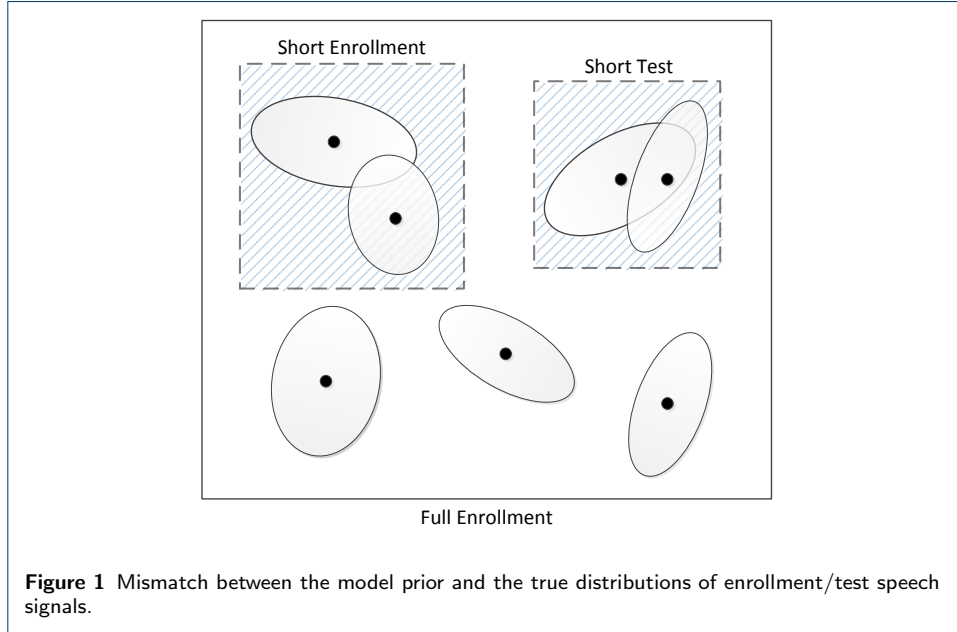 Short Enrollment
Short Test
Full Enrollment
Figure 1 Mismatch between the model prior and the true distributions of enrollment/test speech
signals.